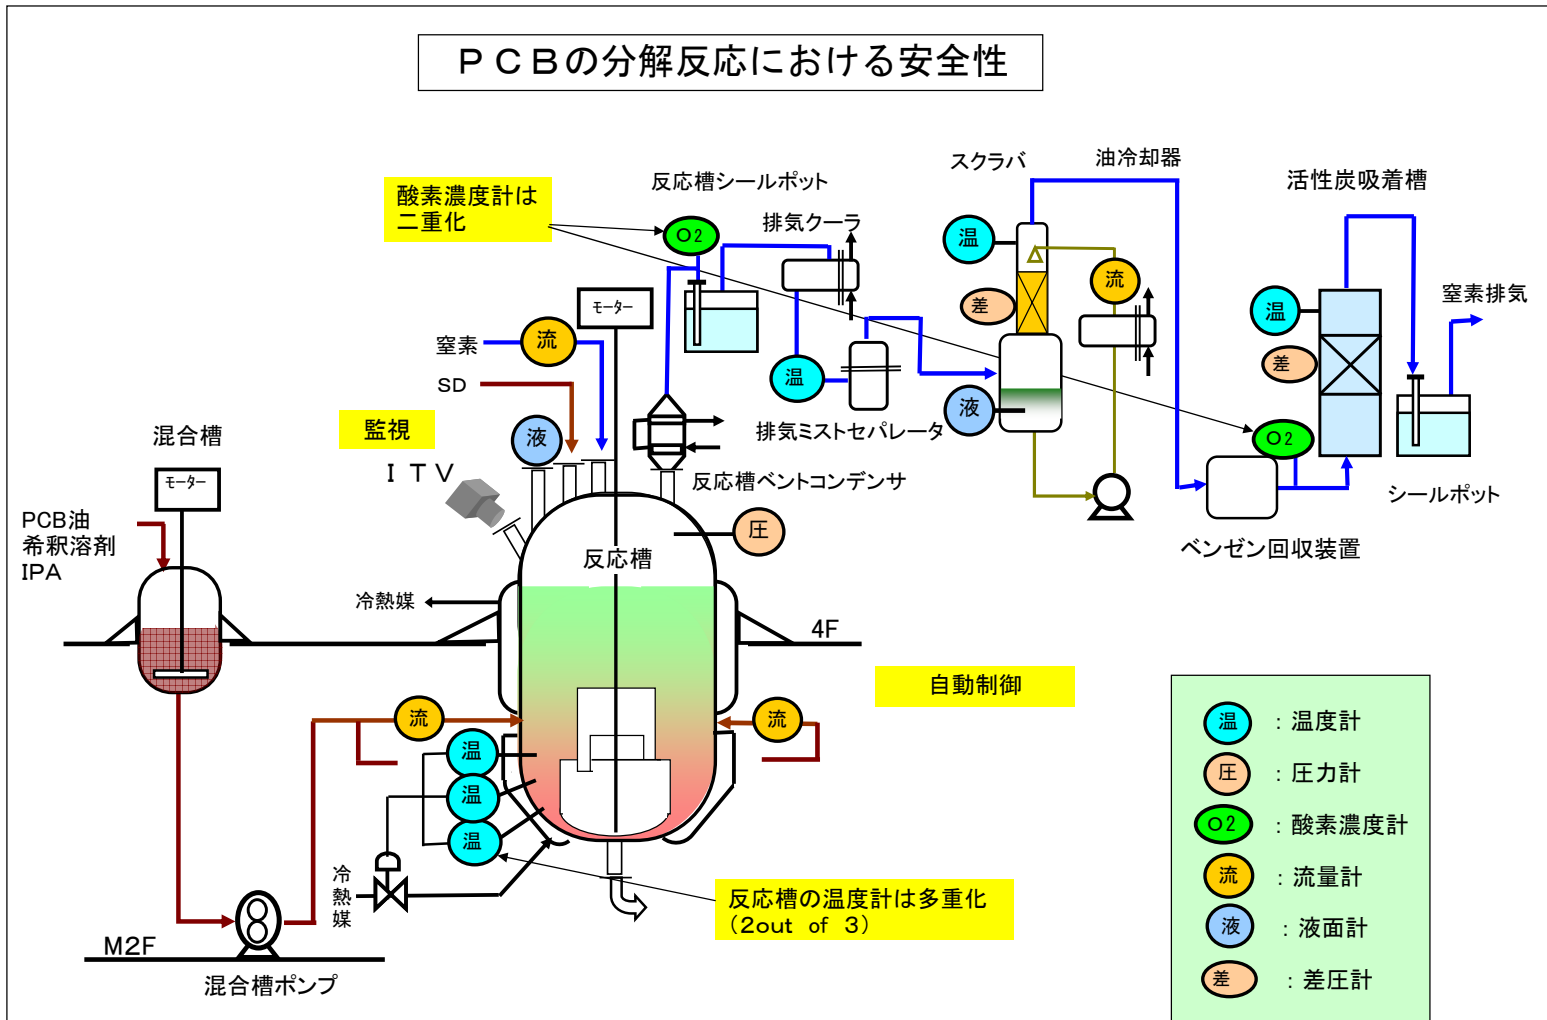 ＰＣＢの分解反応における安全性
スクラバ
油冷却器
活性炭吸着槽
反応槽シールポット
酸素濃度計は
二重化
O2
排気クーラ
温
流
温
差
差
窒素排気
モーター
窒素
流
温
SD
液
液
監視
ＩＴＶ
混合槽
モーター
排気ミストセパレータ
O2
反応槽ベントコンデンサ
シールポット
PCB油
希釈溶剤
IPA
圧
反応槽
ベンゼン回収装置
冷熱媒
4F
自動制御
流
流
温
温
温
冷熱媒
反応槽の温度計は多重化
（2out of 3）
M2F
混合槽ポンプ
温 ：温度計
圧 ：圧力計
O2 ：酸素濃度計
流 ：流量計
液 ：液面計
差 ：差圧計